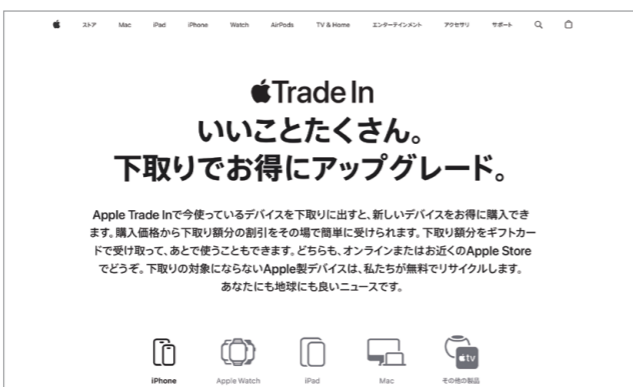 ストア Mac iPad iPhone Watch AirPods TV & Home エンターテインメント アクセサリ サポート
Trade In
いいことたくさん。
下取りでお得にアップグレード。
Apple Trade Inで今使っているデバイスを下取りに出すと、新しいデバイスをお得に購入でき
ます。購入価格から下取り額分の割引をその場で簡単に受けられます。下取り額分をギフトカー
ドで受け取って、あとで使うこともできます。どちらも、オンラインまたはお近くのApple Store
でどうぞ。下取りの対象にならないApple製デバイスは、私たちが無料でリサイクルします。
あなたにも地球にも良いニュースです。
tv
iPhone Apple Watch iPad Mac その他の製品